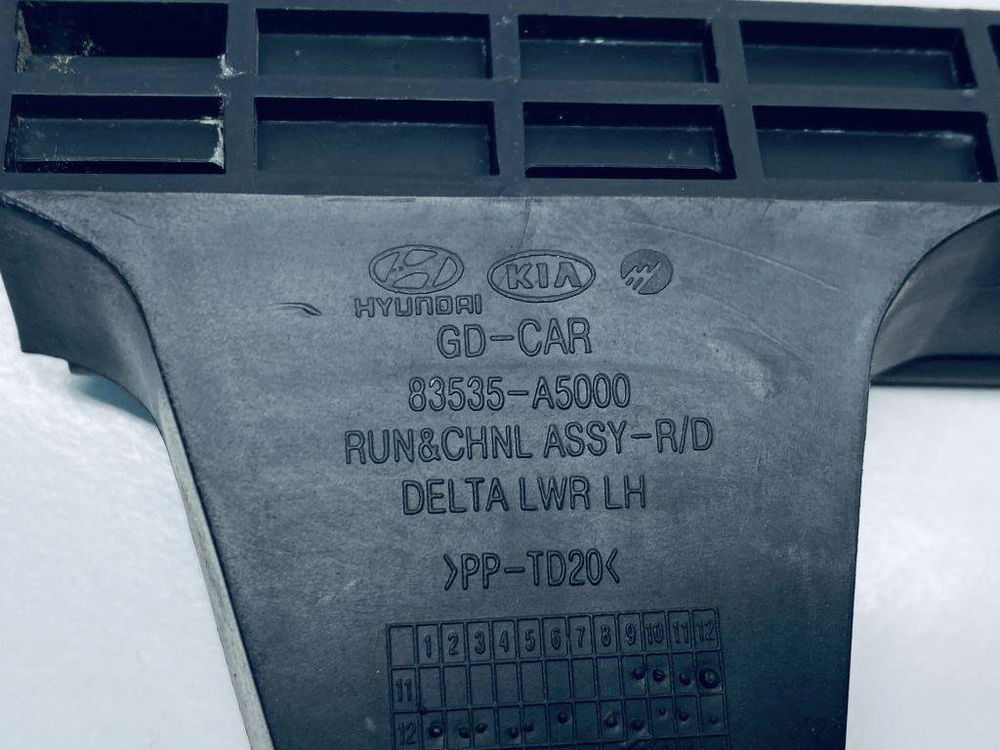 HYUNDAI KIA
GD-CAR
83535-A5000
RUN&CHNL ASSY-R/D
DELTA LWR LH
>PP-TD20<
1 2 3 4 5 6 7 8 9 10 11 12
11
12